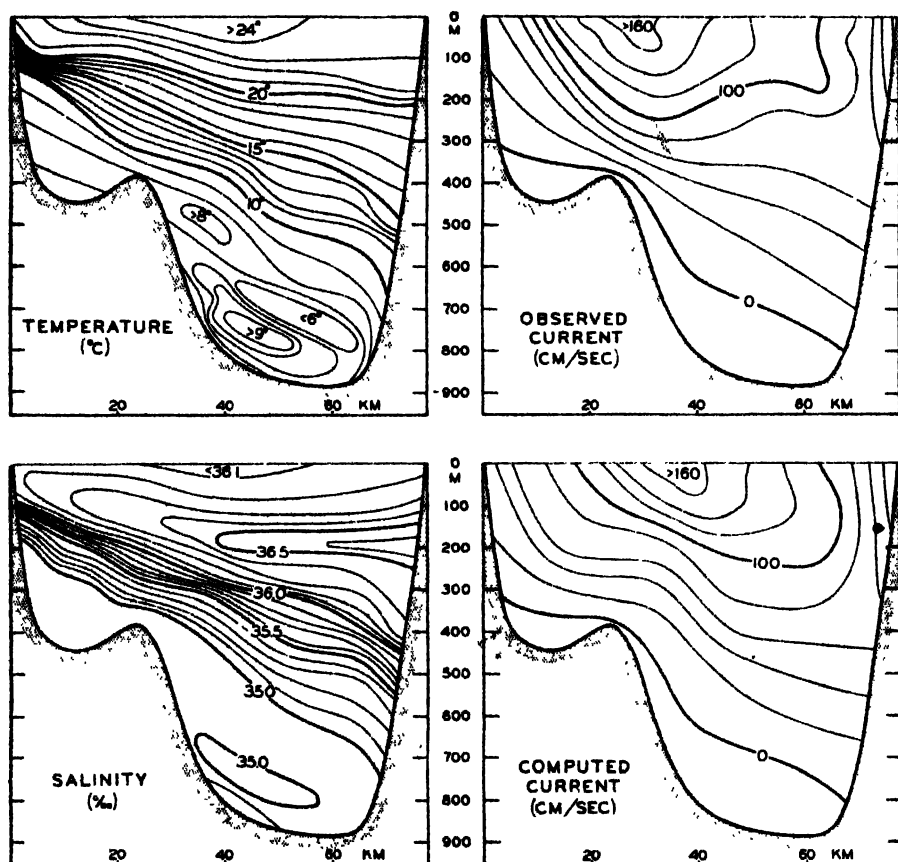 >24°
20°
15°
10°
>8°
<6°
>9°
TEMPERATURE
(°C)
20 40 60 KM
0
M
100
200
300
400
500
600
700
800
900
>160
100
0
OBSERVED
CURRENT
(CM/SEC)
20 40 60 KM
<36.1
36.5
36.0
35.5
35.0
35.0
SALINITY
(‰)
20 40 60 KM
0
M
100
200
300
400
500
600
700
800
900
>160
100
0
COMPUTED
CURRENT
(CM/SEC)
20 40 60 KM